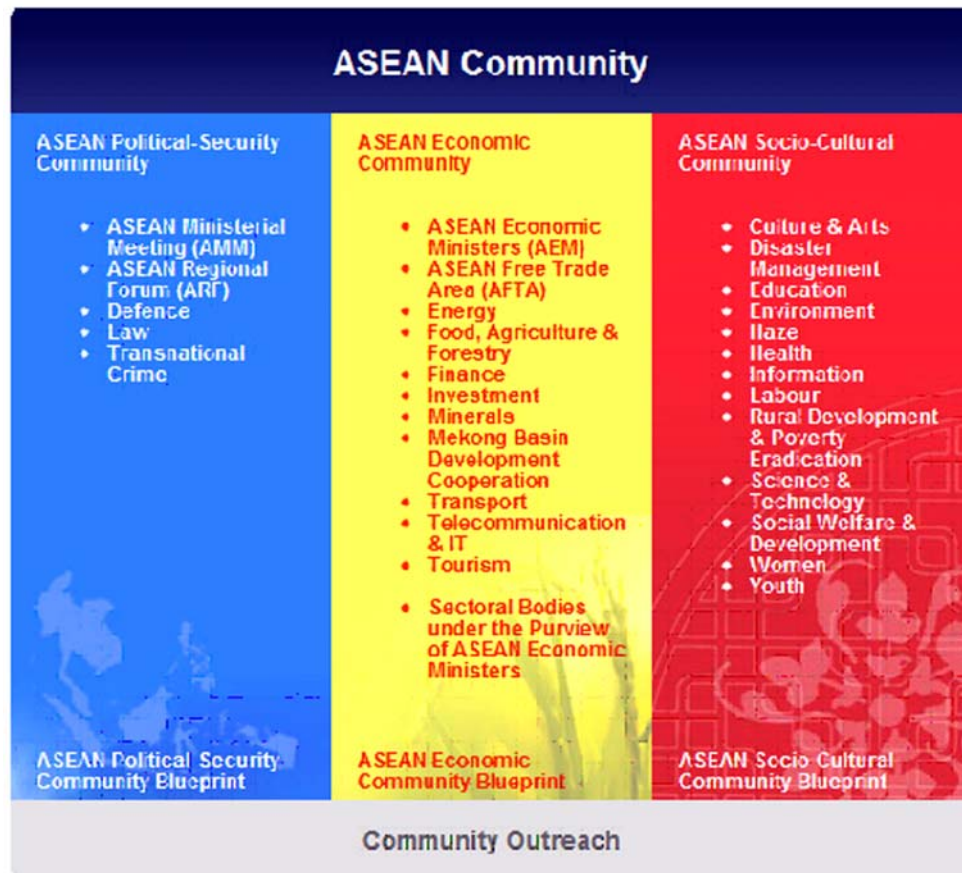 ASEAN Community
ASEAN Political-Security
Community
• ASEAN Ministerial
Meeting (AMM)
• ASEAN Regional
Forum (ARF)
• Defence
• Law
• Transnational
Crime
ASEAN Political Security
Community Blueprint
ASEAN Economic
Community
• ASEAN Economic
Ministers (AEM)
• ASEAN Free Trade
Area (AFTA)
• Energy
• Food, Agriculture &
Forestry
• Finance
• Investment
• Minerals
• Mekong Basin
Development
Cooperation
• Transport
• Telecommunication
& IT
• Tourism
• Sectoral Bodies
under the Purview
of ASEAN Economic
Ministers
ASEAN Economic
Community Blueprint
ASEAN Socio-Cultural
Community
• Culture & Arts
• Disaster
Management
• Education
• Environment
• Haze
• Health
• Information
• Labour
• Rural Development
& Poverty
Eradication
• Science &
Technology
• Social Welfare &
Development
• Women
• Youth
ASEAN Socio Cultural
Community Blueprint
Community Outreach